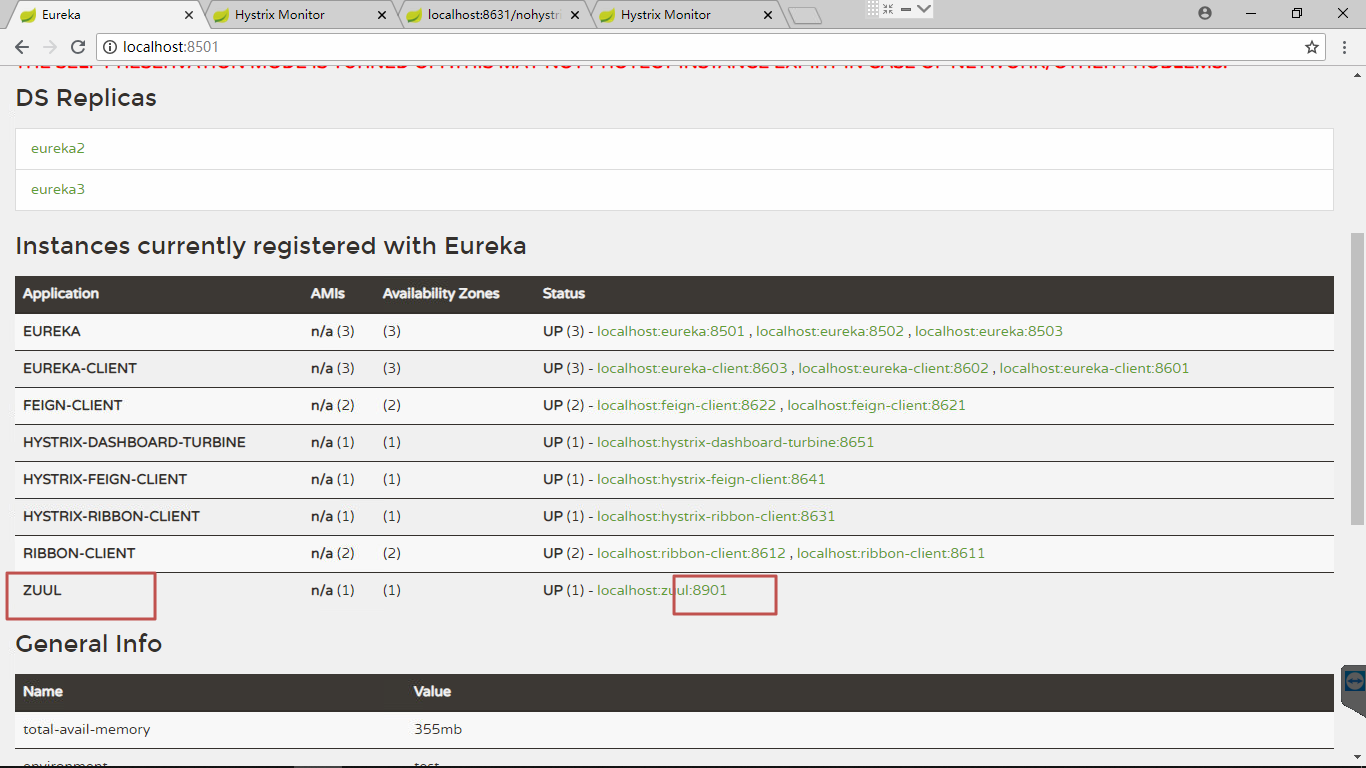 Eureka
Hystrix Monitor
localhost:8631/nohystri
Hystrix Monitor
localhost:8501
DS Replicas
eureka2
eureka3
Instances currently registered with Eureka
Application AMIs Availability Zones Status
EUREKA n/a (3) (3) UP (3) - localhost:eureka:8501 , localhost:eureka:8502 , localhost:eureka:8503
EUREKA-CLIENT n/a (3) (3) UP (3) - localhost:eureka-client:8603 , localhost:eureka-client:8602 , localhost:eureka-client:8601
FEIGN-CLIENT n/a (2) (2) UP (2) - localhost:feign-client:8622 , localhost:feign-client:8621
HYSTRIX-DASHBOARD-TURBINE n/a (1) (1) UP (1) - localhost:hystrix-dashboard-turbine:8651
HYSTRIX-FEIGN-CLIENT n/a (1) (1) UP (1) - localhost:hystrix-feign-client:8641
HYSTRIX-RIBBON-CLIENT n/a (1) (1) UP (1) - localhost:hystrix-ribbon-client:8631
RIBBON-CLIENT n/a (2) (2) UP (2) - localhost:ribbon-client:8612 , localhost:ribbon-client:8611
ZUUL n/a (1) (1) UP (1) - localhost:zuul:8901
General Info
Name Value
total-avail-memory 355mb
environment test